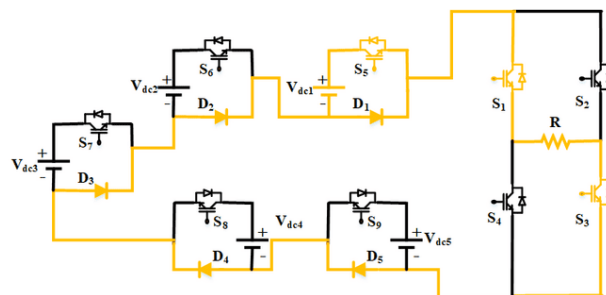 S6
S5
S1
S2
Vdc2
+
-
Vdc1
+
-
D2
D1
S7
R
Vdc3
+
-
D3
S8
Vdc4
+
-
S9
+
-
Vdc5
S4
S3
D4
D5